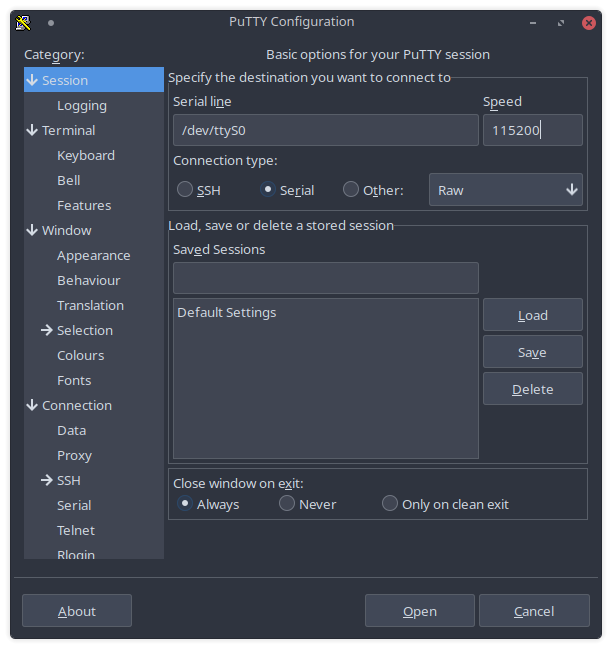 PuTTY Configuration
Category:
Basic options for your PuTTY session
Session
Logging
Terminal
Keyboard
Bell
Features
Window
Appearance
Behaviour
Translation
Selection
Colours
Fonts
Connection
Data
Proxy
SSH
Serial
Telnet
Rlogin
Specify the destination you want to connect to
Serial line Speed
/dev/ttyS0 115200
Connection type:
SSH Serial Other: Raw
Load, save or delete a stored session
Saved Sessions
Default Settings
Load
Save
Delete
Close window on exit:
Always Never Only on clean exit
About Open Cancel